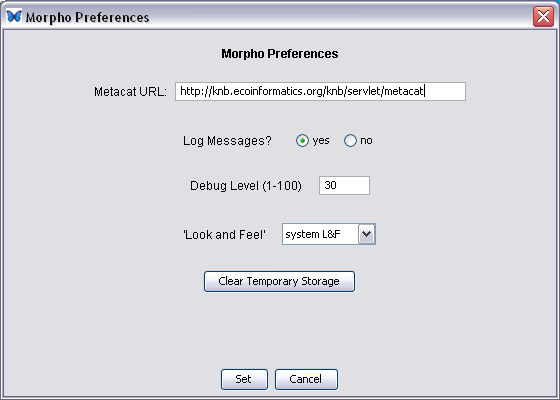 Morpho Preferences
Morpho Preferences
Metacat URL: http://knb.ecoinformatics.org/knb/servlet/metacat
Log Messages? yes no
Debug Level (1-100) 30
'Look and Feel' system L&F
Clear Temporary Storage
Set Cancel